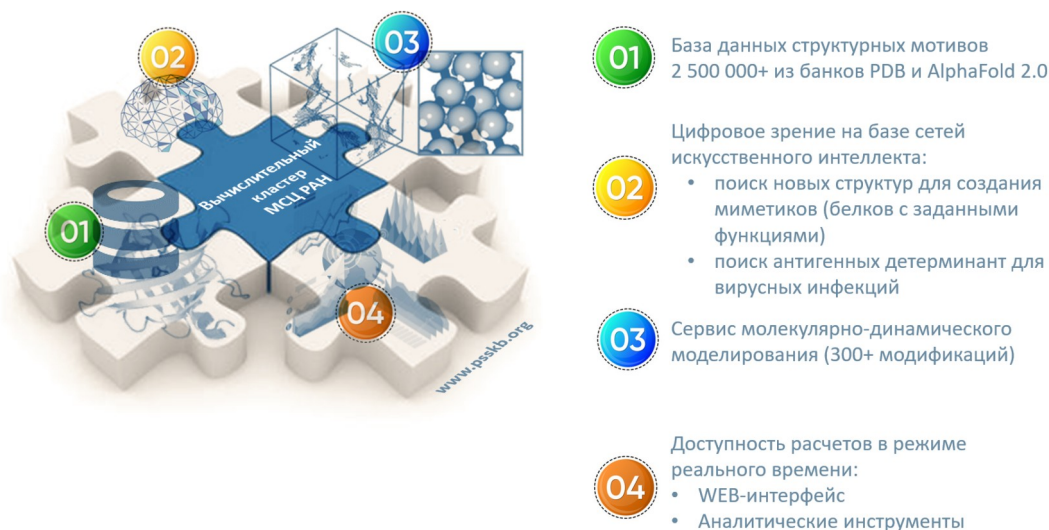 02
03
Вычислительный
кластер
МСЦ РАН
01
04
www.psskb.org
01
База данных структурных мотивов
2 500 000+ из банков PDB и AlphaFold 2.0
02
Цифровое зрение на базе сетей
искусственного интеллекта:
• поиск новых структур для создания
миметиков (белков с заданными
функциями)
• поиск антигенных детерминант для
вирусных инфекций
03
Сервис молекулярно-динамического
моделирования (300+ модификаций)
04
Доступность расчетов в режиме
реального времени:
• WEB-интерфейс
• Аналитические инструменты